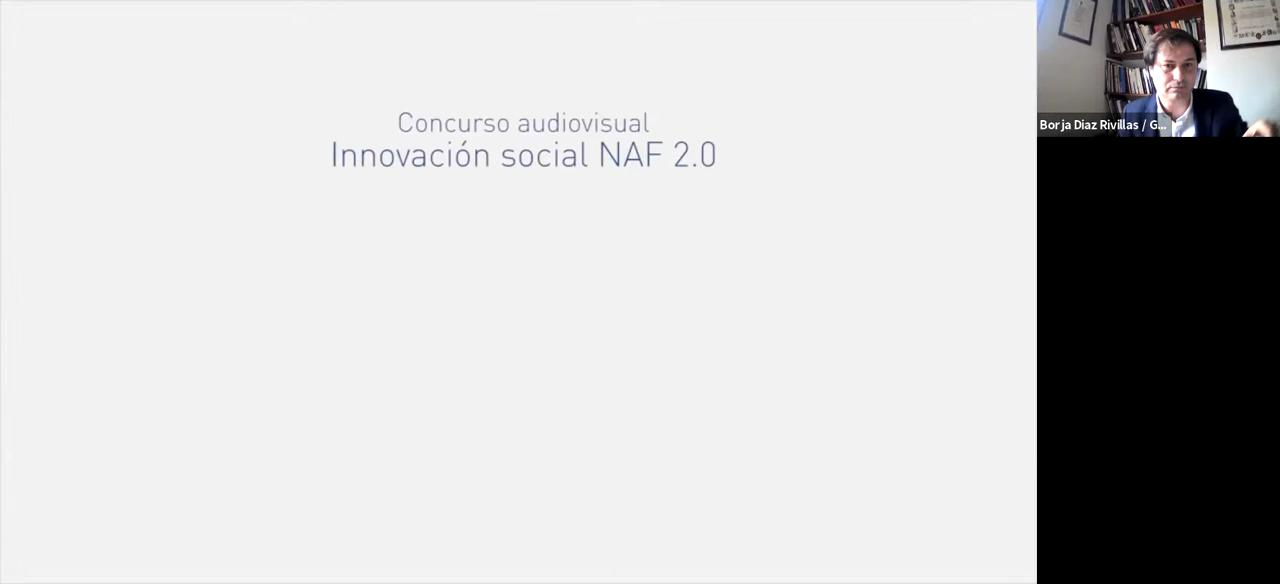 Concurso audiovisual
Innovación social NAF 2.0
Borja Diaz Rivillas / G...